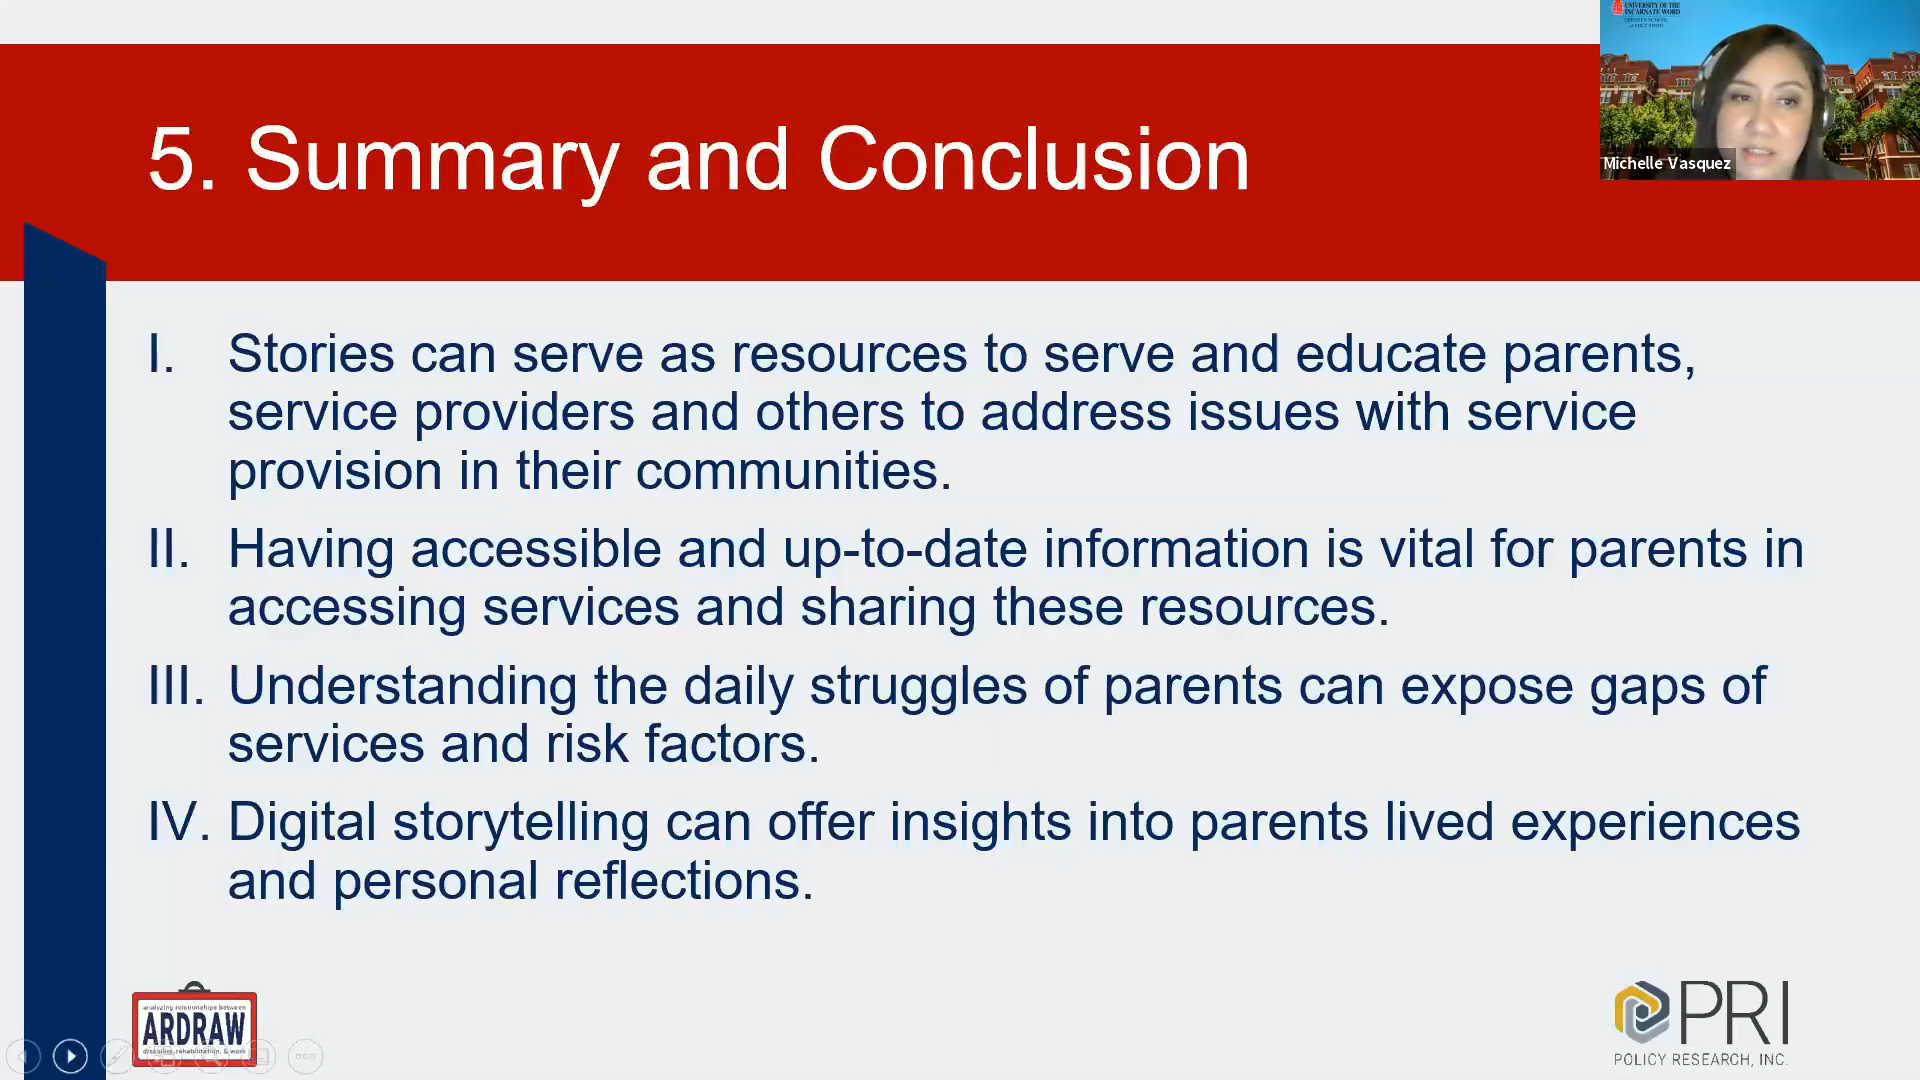 UNIVERSITY OF THE
INCARNATE WORD
DREEBEN SCHOOL
of EDUCATION
Michelle Vasquez
5. Summary and Conclusion
I. Stories can serve as resources to serve and educate parents,
service providers and others to address issues with service
provision in their communities.
II. Having accessible and up-to-date information is vital for parents in
accessing services and sharing these resources.
III. Understanding the daily struggles of parents can expose gaps of
services and risk factors.
IV. Digital storytelling can offer insights into parents lived experiences
and personal reflections.
analyzing relationships between
ARDRAW
disability, rehabilitation, & work
PRI
POLICY RESEARCH, INC.